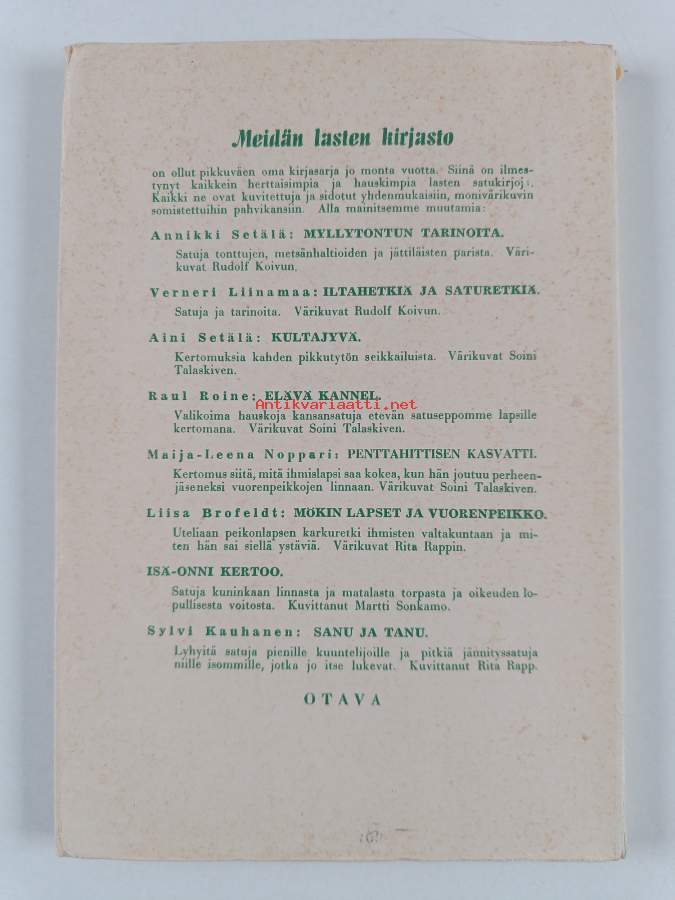 Meidän lasten kirjasto
on ollut pikkuväen oma kirjasarja jo monta vuotta. Siinä on ilmes-
tynyt kaikkein herttaisimpia ja hauskimpia lasten satukirjoja.
Kaikki ne ovat kuvitettuja ja sidotut yhdenmukaisiin, monivärikuvin
somistettuihin pahvikansiin. Alla mainitsemme muutamia:
Annikki Setälä: MYLLYTONTUN TARINOITA.
Satuja tonttujen, metsänhaltioiden ja jättiläisten parista. Väri-
kuvat Rudolf Koivun.
Verneri Liinamaa: ILTAHETKIÄ JA SATURETKIÄ.
Satuja ja tarinoita. Värikuvat Rudolf Koivun.
Aini Setälä: KULTAJYVÄ.
Kertomuksia kahden pikkutytön seikkailuista. Värikuvat Soini
Talaskiven.
Raul Roine: ELÄVÄ KANNEL.
Antikvariaatti.net
Valikoima hauskoja kansansatuja etevän satuseppomme lapsille
kertomana. Värikuvat Soini Talaskiven.
Maija-Leena Noppari: PENTTAHITTISEN KASVATTI.
Kertomus siitä, mitä ihmislapsi saa kokea, kun hän joutuu perheen-
jäseneksi vuorenpeikkojen linnaan. Värikuvat Soini Talaskiven.
Liisa Brofeldt: MÖKIN LAPSET JA VUORENPEIKKO.
Uteliaan peikonlapsen karkuretki ihmisten valtakuntaan ja mi-
ten hän sai siellä ystäviä. Värikuvat Rita Rappin.
ISÄ-ONNI KERTOO.
Satuja kuninkaan linnasta ja matalasta torpasta ja oikeuden lo-
pullisesta voitosta. Kuvittanut Martti Sonkamo.
Sylvi Kauhanen: SANU JA TANU.
Lyhyitä satuja pienille kuuntelijoille ja pitkiä jännityssatuja
niille isommille, jotka jo itse lukevat. Kuvittanut Rita Rapp.
OTAVA